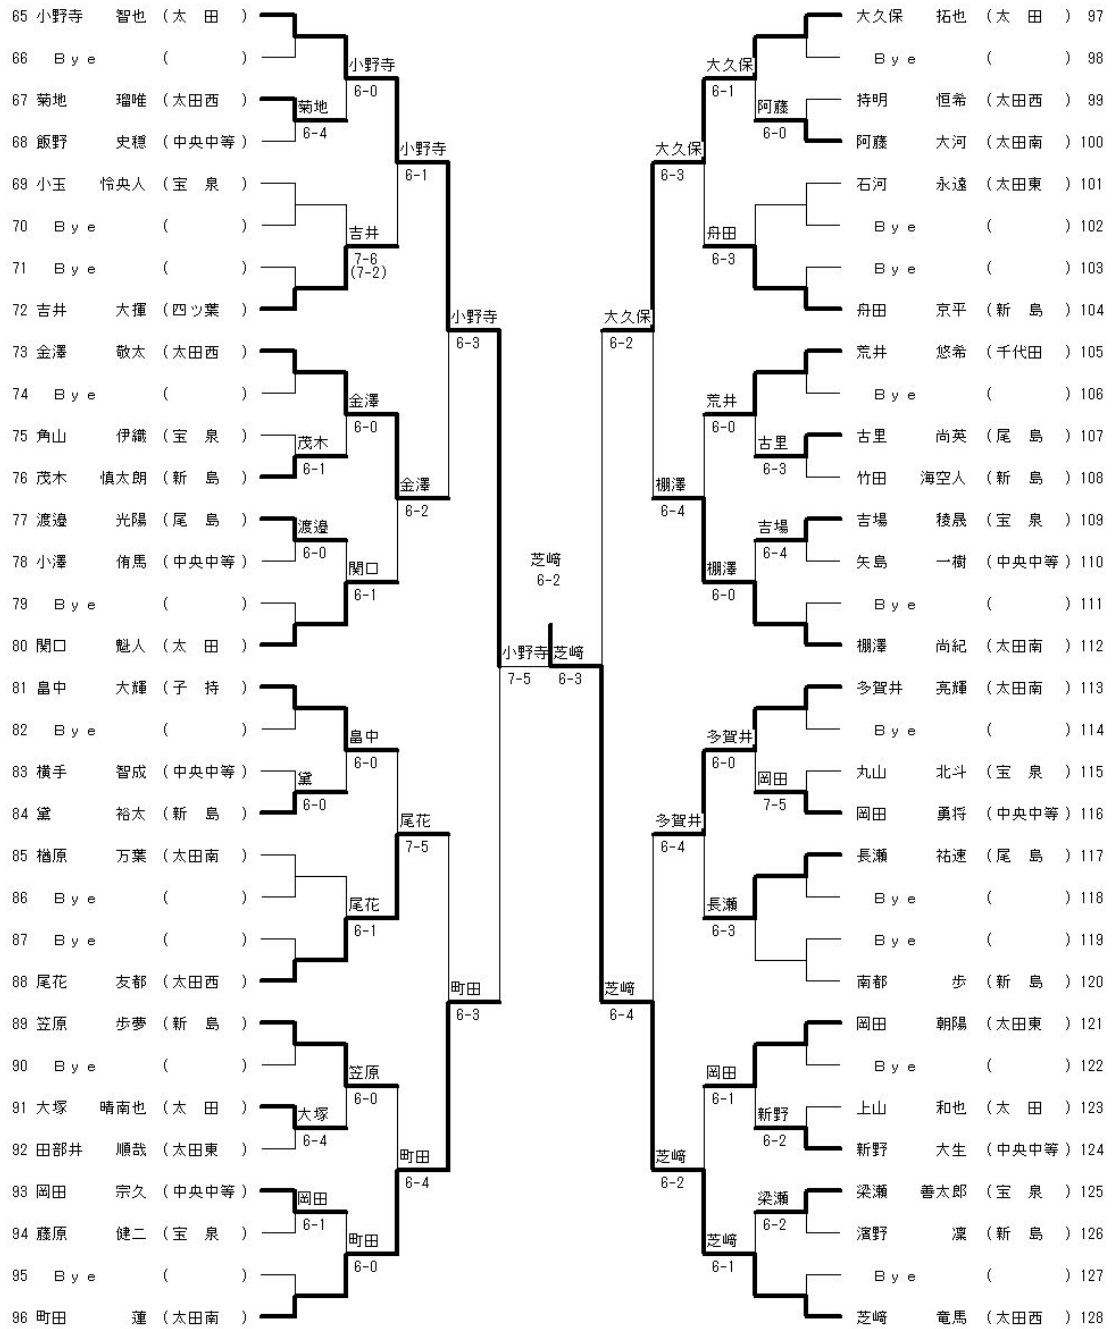 65 小野寺 智也 (太 田 )
66 Ｂｙｅ ( )
小野寺
6-0
67 菊地 瑠唯 (太田西 )
菊地
6-4
68 飯野 史穏 (中央中等)
小野寺
6-1
69 小玉 怜央人 (宝 泉 )
70 Ｂｙｅ ( )
吉井
7-6
(7-2)
71 Ｂｙｅ ( )
72 吉井 大揮 (四ツ葉 )
小野寺
6-3
73 金澤 敬太 (太田西 )
74 Ｂｙｅ ( )
金澤
6-0
75 角山 伊織 (宝 泉 )
茂木
6-1
76 茂木 慎太朗 (新 島 )
金澤
6-2
77 渡邉 光陽 (尾 島 )
渡邉
6-0
78 小澤 侑馬 (中央中等)
関口
6-1
79 Ｂｙｅ ( )
80 関口 魁人 (太 田 )
小野寺
7-5
81 畠中 大輝 (子 持 )
82 Ｂｙｅ ( )
畠中
6-0
83 横手 智成 (中央中等)
黛
6-0
84 黛 裕太 (新 島 )
尾花
7-5
85 楢原 万葉 (太田南 )
86 Ｂｙｅ ( )
尾花
6-1
87 Ｂｙｅ ( )
88 尾花 友都 (太田西 )
町田
6-3
89 笠原 歩夢 (新 島 )
90 Ｂｙｅ ( )
笠原
6-0
91 大塚 晴南也 (太 田 )
大塚
6-4
92 田部井 順哉 (太田東 )
町田
6-4
93 岡田 宗久 (中央中等)
岡田
6-1
94 藤原 健二 (宝 泉 )
町田
6-0
95 Ｂｙｅ ( )
96 町田 蓮 (太田南 )
芝﨑
6-2
大久保 拓也 (太 田 ) 97
Ｂｙｅ ( ) 98
大久保
6-1
持明 恒希 (太田西 ) 99
阿藤
6-0
阿藤 大河 (太田南 ) 100
大久保
6-3
石河 永遠 (太田東 ) 101
Ｂｙｅ ( ) 102
舟田
6-3
Ｂｙｅ ( ) 103
舟田 京平 (新 島 ) 104
大久保
6-2
荒井 悠希 (千代田 ) 105
Ｂｙｅ ( ) 106
荒井
6-0
古里 尚英 (尾 島 ) 107
古里
6-3
竹田 海空人 (新 島 ) 108
棚澤
6-4
吉場 稜晟 (宝 泉 ) 109
吉場
6-4
矢島 一樹 (中央中等) 110
棚澤
6-0
Ｂｙｅ ( ) 111
棚澤 尚紀 (太田南 ) 112
芝﨑
6-3
多賀井 亮輝 (太田南 ) 113
Ｂｙｅ ( ) 114
多賀井
6-0
丸山 北斗 (宝 泉 ) 115
岡田
7-5
岡田 勇将 (中央中等) 116
多賀井
6-4
長瀬 祐速 (尾 島 ) 117
Ｂｙｅ ( ) 118
長瀬
6-3
Ｂｙｅ ( ) 119
南都 歩 (新 島 ) 120
芝﨑
6-4
岡田 朝陽 (太田東 ) 121
Ｂｙｅ ( ) 122
岡田
6-1
上山 和也 (太 田 ) 123
新野
6-2
新野 大生 (中央中等) 124
芝﨑
6-2
梁瀬 善太郎 (宝 泉 ) 125
梁瀬
6-2
濱野 凜 (新 島 ) 126
芝﨑
6-1
Ｂｙｅ ( ) 127
芝﨑 竜馬 (太田西 ) 128